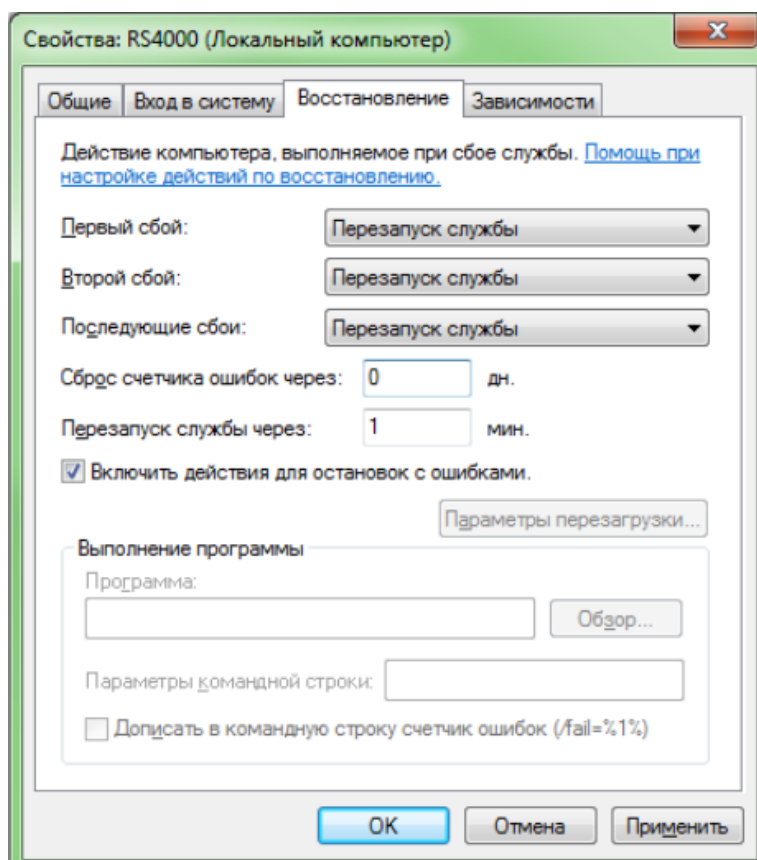 Свойства: RS4000 (Локальный компьютер)
Общие Вход в систему Восстановление Зависимости
Действие компьютера, выполняемое при сбое службы. Помощь при
настройке действий по восстановлению.
Первый сбой: Перезапуск службы
Второй сбой: Перезапуск службы
Последующие сбои: Перезапуск службы
Сброс счетчика ошибок через: 0 дн.
Перезапуск службы через: 1 мин.
Включить действия для остановок с ошибками.
Параметры перезагрузки...
Выполнение программы
Программа:
Обзор...
Параметры командной строки:
Дописать в командную строку счетчик ошибок (/fail=%1%)
OK Отмена Применить